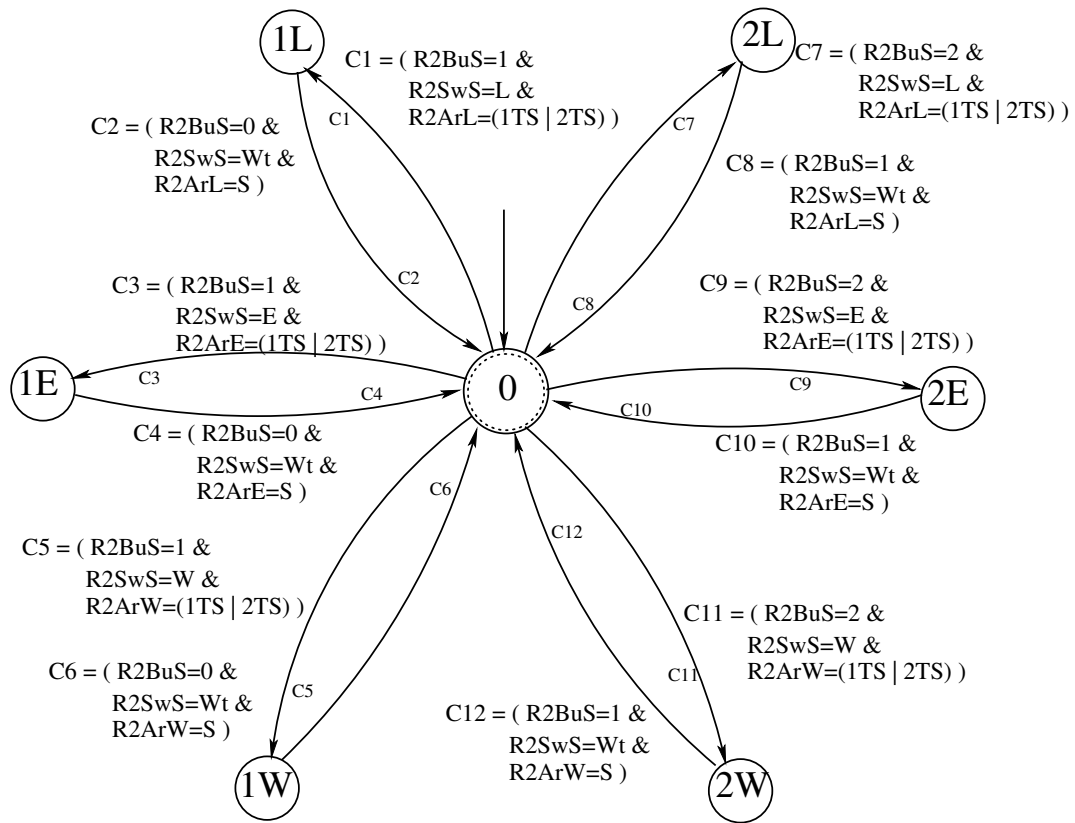 1L
2L
C1 = ( R2BuS=1 &
R2SwS=L &
R2ArL=(1TS | 2TS) )
C7 = ( R2BuS=2 &
R2SwS=L &
R2ArL=(1TS | 2TS) )
C2 = ( R2BuS=0 &
R2SwS=Wt &
R2ArL=S )
C1
C7
C8 = ( R2BuS=1 &
R2SwS=Wt &
R2ArL=S )
C2
C8
C3 = ( R2BuS=1 &
R2SwS=E &
R2ArE=(1TS | 2TS) )
C9 = ( R2BuS=2 &
R2SwS=E &
R2ArE=(1TS | 2TS) )
1E
C3
C4
0
C9
C10
2E
C4 = ( R2BuS=0 &
R2SwS=Wt &
R2ArE=S )
C10 = ( R2BuS=1 &
R2SwS=Wt &
R2ArE=S )
C6
C12
C5 = ( R2BuS=1 &
R2SwS=W &
R2ArW=(1TS | 2TS) )
C11 = ( R2BuS=2 &
R2SwS=W &
R2ArW=(1TS | 2TS) )
C6 = ( R2BuS=0 &
R2SwS=Wt &
R2ArW=S )
C5
C11
C12 = ( R2BuS=1 &
R2SwS=Wt &
R2ArW=S )
1W
2W